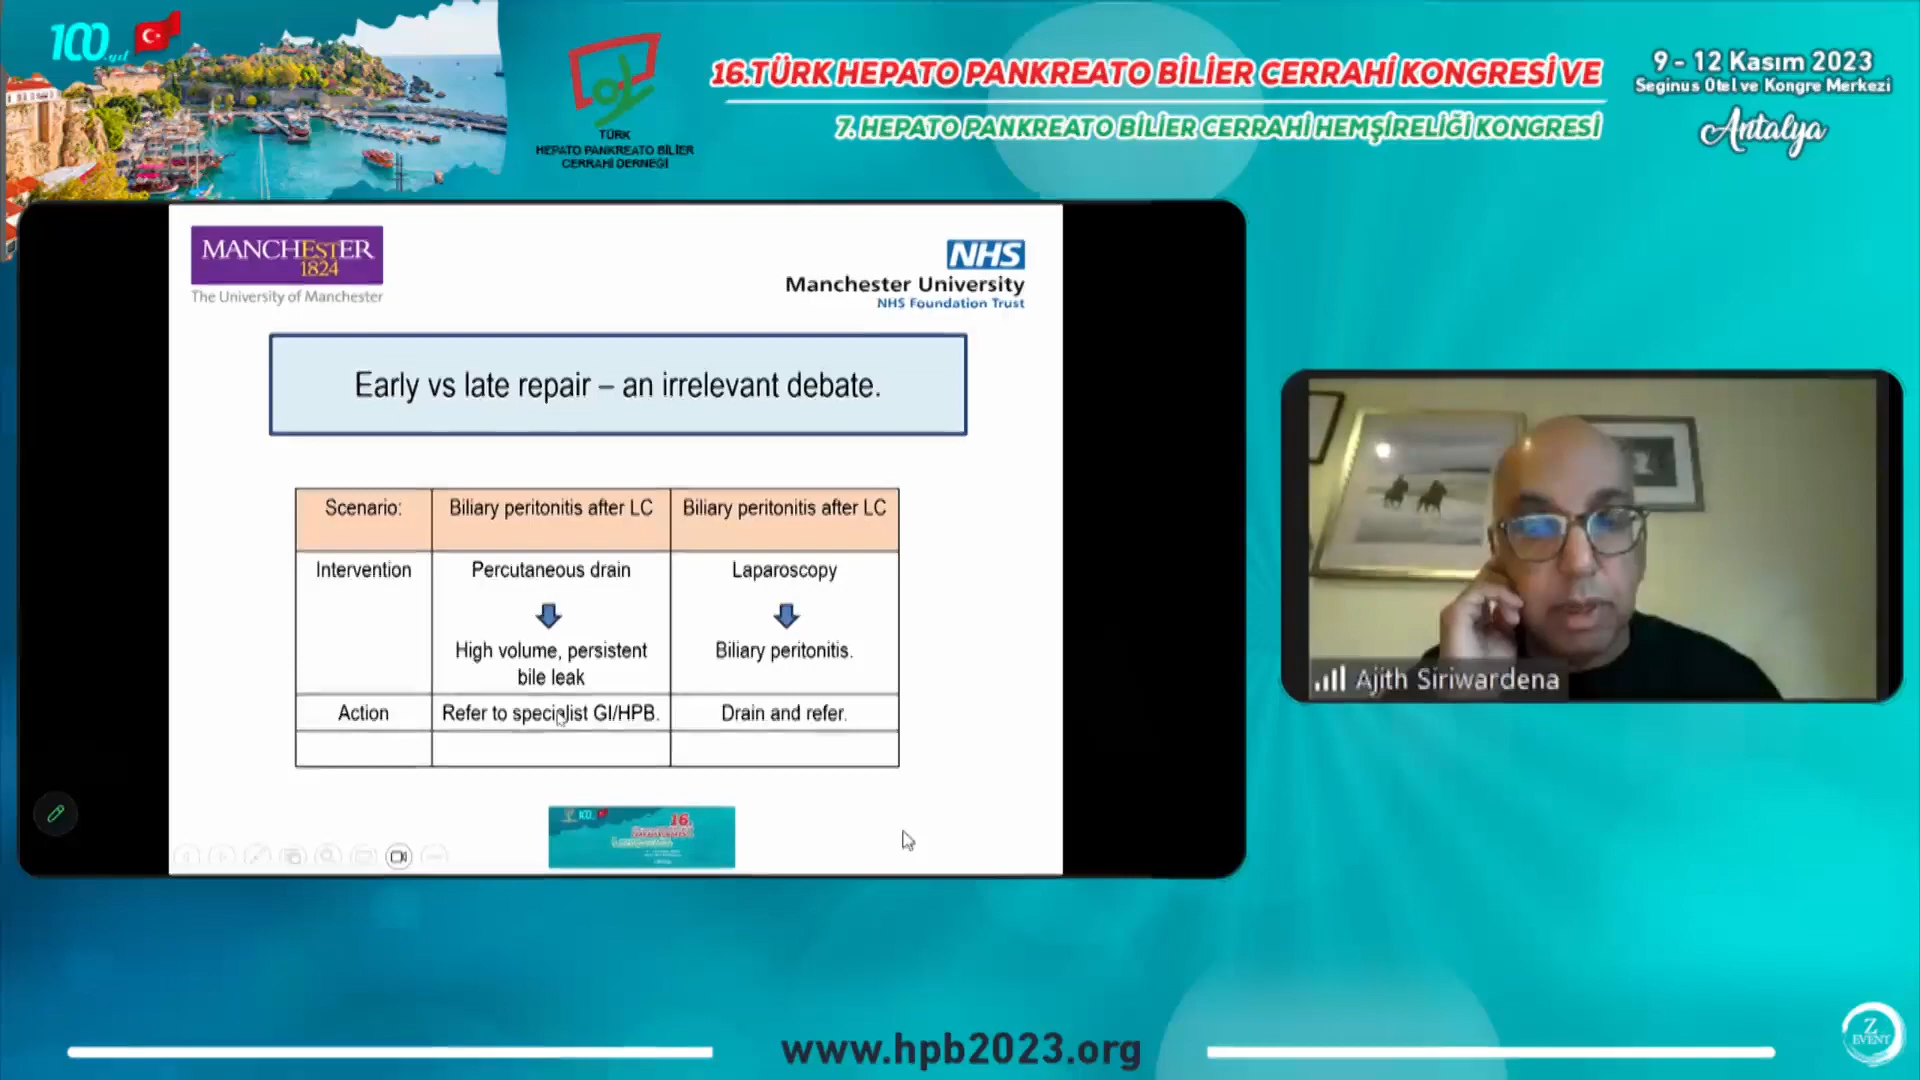 100.yıl
TÜRK
HEPATO PANKREATO BİLİER
CERRAHİ DERNEĞİ
16.TÜRK HEPATO PANKREATO BİLİER CERRAHİ KONGRESİ VE
7. HEPATO PANKREATO BİLİER CERRAHİ HEMŞİRELİĞİ KONGRESİ
9 - 12 Kasım 2023
Seginus Otel ve Kongre Merkezi
Antalya
MANCHESTER
1824
The University of Manchester
NHS
Manchester University
NHS Foundation Trust
Early vs late repair – an irrelevant debate.
Scenario: Biliary peritonitis after LC Biliary peritonitis after LC
Intervention Percutaneous drain Laparoscopy
High volume, persistent Biliary peritonitis.
bile leak
Action Refer to specialist GI/HPB. Drain and refer.
16.
Ajith Siriwardena
www.hpb2023.org
Z
EVENT